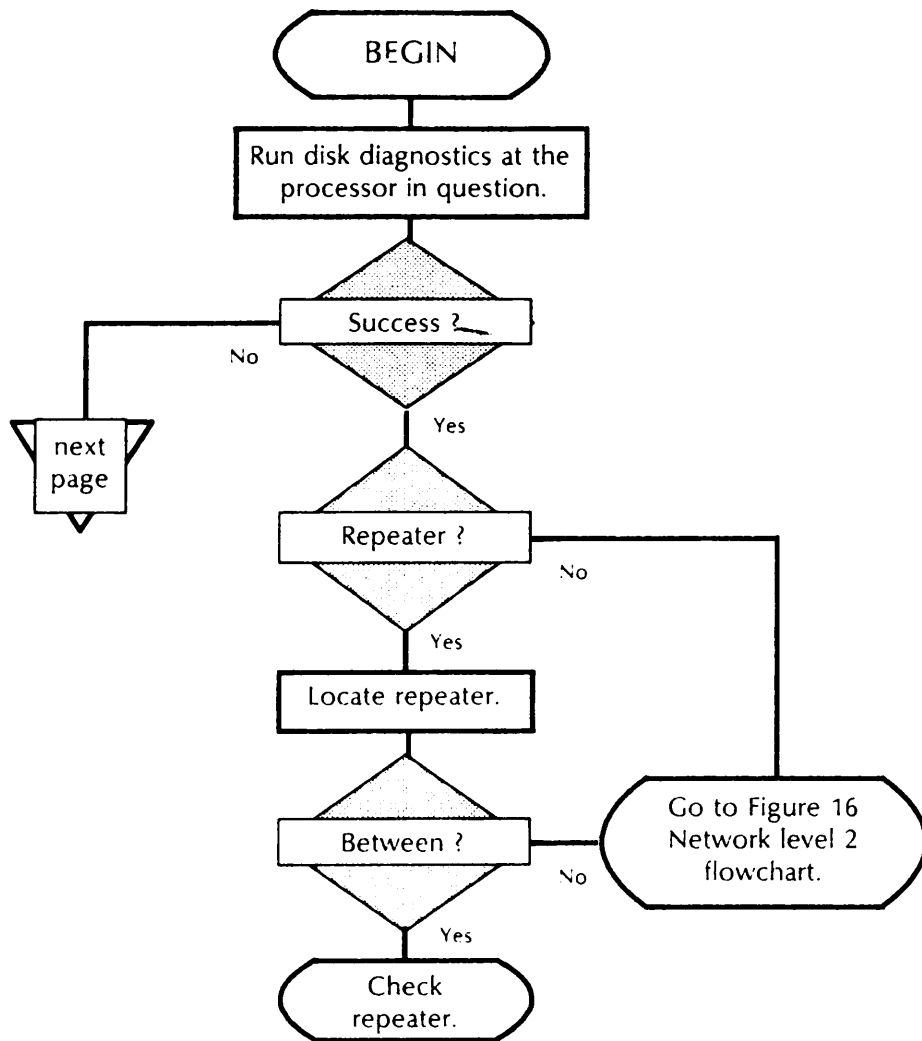 BEGIN
Run disk diagnostics at the
processor in question.
Success ?
No
Yes
next
page
Repeater ?
No
Yes
Locate repeater.
Between ?
No
Yes
Go to Figure 16
Network level 2
flowchart.
Check
repeater.